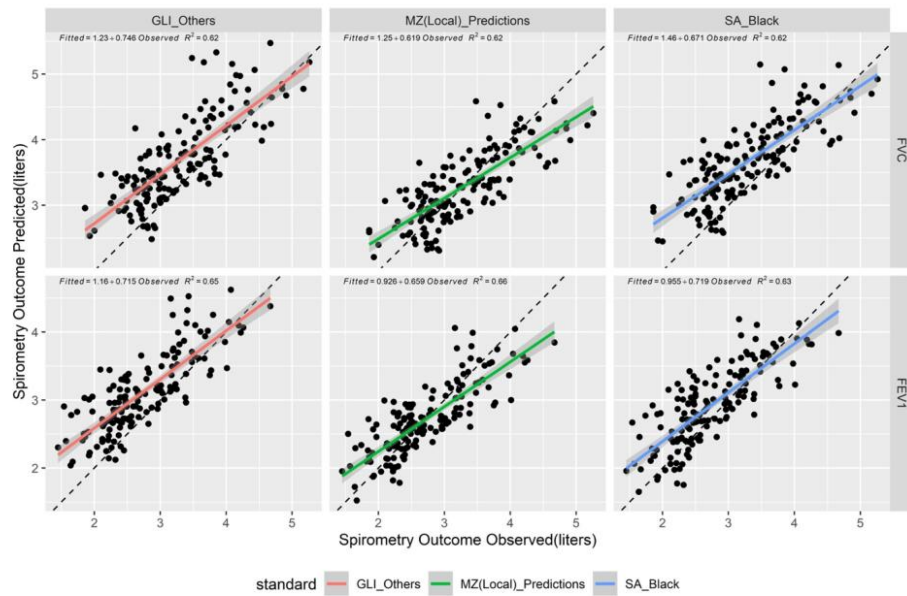 GLI_Others MZ(Local)_Predictions SA_Black
Fitted = 1.23 + 0.746 Observed R² = 0.62 Fitted = 1.25 + 0.619 Observed R² = 0.62 Fitted = 1.46 + 0.671 Observed R² = 0.62
5
4
3
FVC
Fitted = 1.16 + 0.715 Observed R² = 0.65 Fitted = 0.926 + 0.659 Observed R² = 0.66 Fitted = 0.955 + 0.719 Observed R² = 0.63
4
3
2
FEV1
Spirometry Outcome Predicted(liters)
2 3 4 5 2 3 4 5 2 3 4 5
Spirometry Outcome Observed(liters)
standard GLI_Others MZ(Local)_Predictions SA_Black